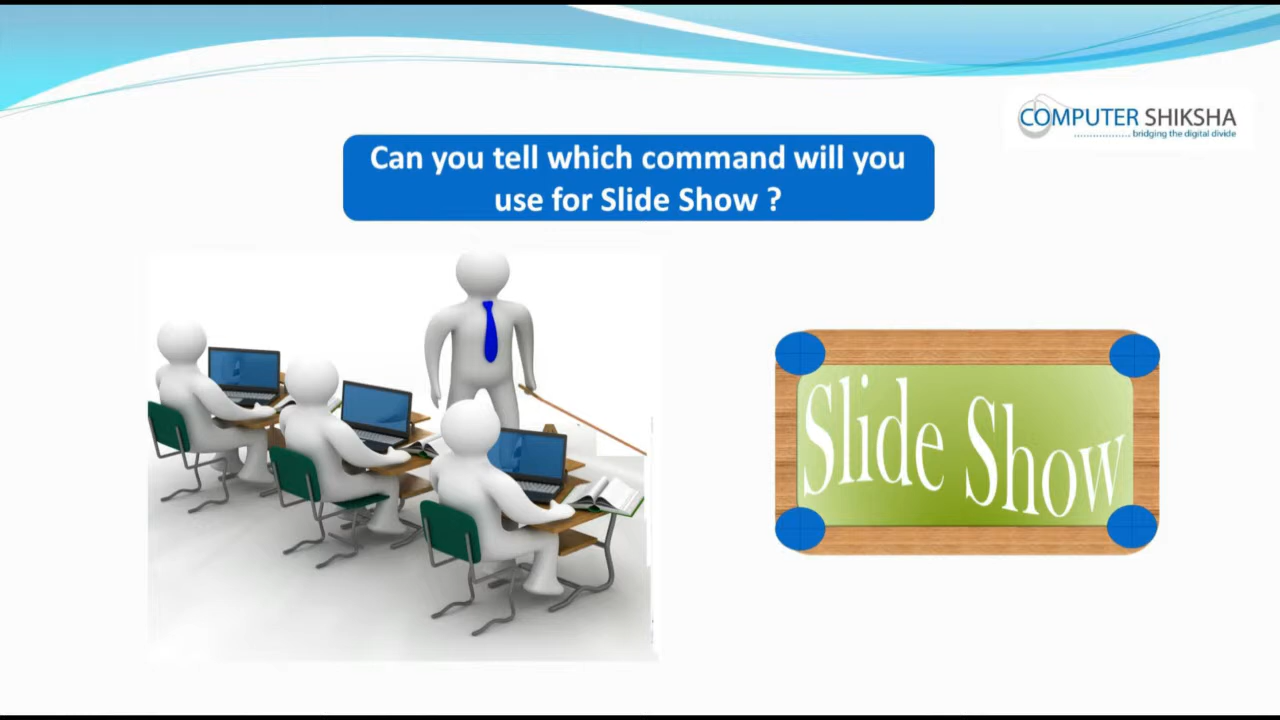 COMPUTER SHIKSHA
bridging the digital divide
Can you tell which command will you
use for Slide Show ?
Slide Show